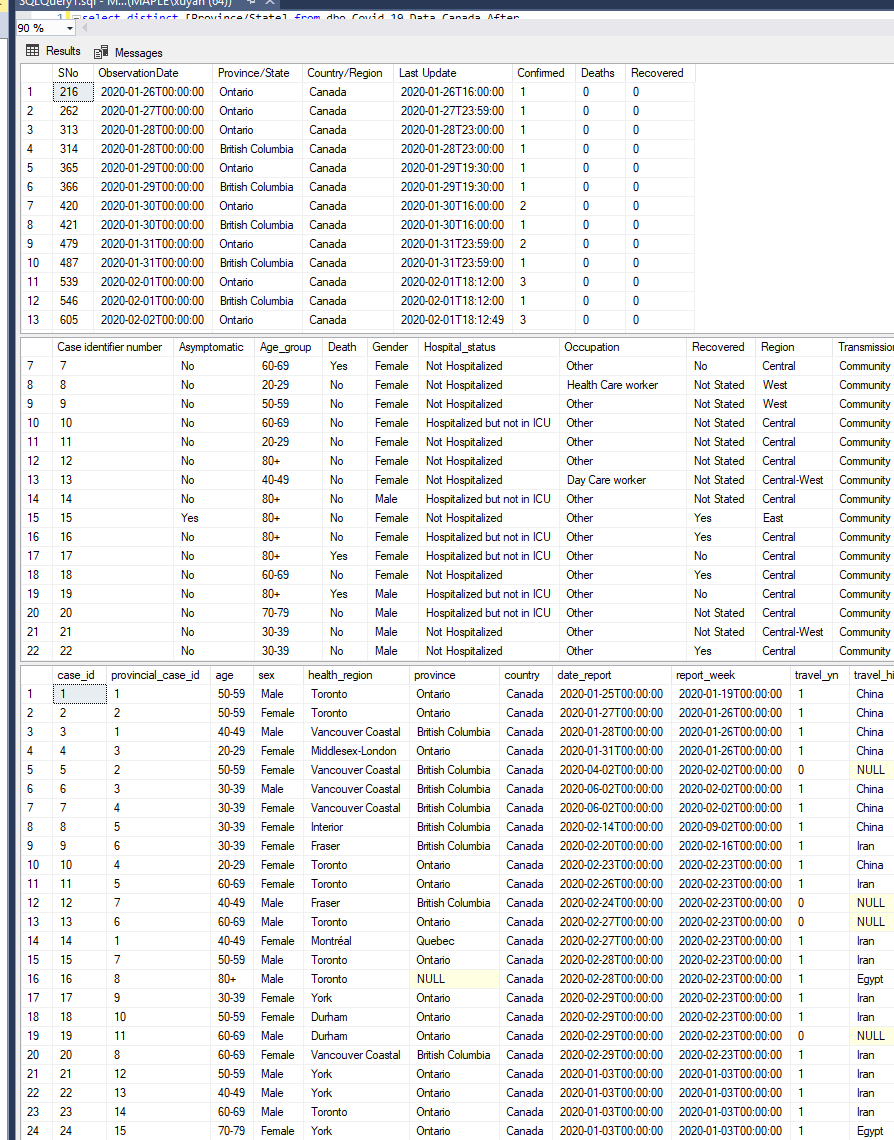 SQLQuery1.sql - M...(MAPLE\xuyan (64))
1 select distinct [Province/State] from dbo.Covid_19_Data_Canada_After
90 %
Results Messages
SNo ObservationDate Province/State Country/Region Last Update Confirmed Deaths Recovered
1 216 2020-01-26T00:00:00 Ontario Canada 2020-01-26T16:00:00 1 0 0
2 262 2020-01-27T00:00:00 Ontario Canada 2020-01-27T23:59:00 1 0 0
3 313 2020-01-28T00:00:00 Ontario Canada 2020-01-28T23:00:00 1 0 0
4 314 2020-01-28T00:00:00 British Columbia Canada 2020-01-28T23:00:00 1 0 0
5 365 2020-01-29T00:00:00 Ontario Canada 2020-01-29T19:30:00 1 0 0
6 366 2020-01-29T00:00:00 British Columbia Canada 2020-01-29T19:30:00 1 0 0
7 420 2020-01-30T00:00:00 Ontario Canada 2020-01-30T16:00:00 2 0 0
8 421 2020-01-30T00:00:00 British Columbia Canada 2020-01-30T16:00:00 1 0 0
9 479 2020-01-31T00:00:00 Ontario Canada 2020-01-31T23:59:00 2 0 0
10 487 2020-01-31T00:00:00 British Columbia Canada 2020-01-31T23:59:00 1 0 0
11 539 2020-02-01T00:00:00 Ontario Canada 2020-02-01T18:12:00 3 0 0
12 546 2020-02-01T00:00:00 British Columbia Canada 2020-02-01T18:12:00 1 0 0
13 605 2020-02-02T00:00:00 Ontario Canada 2020-02-01T18:12:49 3 0 0
Case identifier number Asymptomatic Age_group Death Gender Hospital_status Occupation Recovered Region Transmission
7 7 No 60-69 Yes Female Not Hospitalized Other No Central Community
8 8 No 20-29 No Female Not Hospitalized Health Care worker Not Stated West Community
9 9 No 50-59 No Female Not Hospitalized Other Not Stated West Community
10 10 No 60-69 No Female Hospitalized but not in ICU Other Not Stated Central Community
11 11 No 20-29 No Female Not Hospitalized Other Not Stated Central Community
12 12 No 80+ No Female Not Hospitalized Other Not Stated Central Community
13 13 No 40-49 No Female Not Hospitalized Day Care worker Not Stated Central-West Community
14 14 No 80+ No Male Hospitalized but not in ICU Other Not Stated Central Community
15 15 Yes 80+ No Female Not Hospitalized Other Yes East Community
16 16 No 80+ No Female Hospitalized but not in ICU Other Yes Central Community
17 17 No 80+ Yes Female Hospitalized but not in ICU Other No Central Community
18 18 No 60-69 No Female Not Hospitalized Other Yes Central Community
19 19 No 80+ Yes Male Hospitalized but not in ICU Other No Central Community
20 20 No 70-79 No Male Hospitalized but not in ICU Other Not Stated Central Community
21 21 No 30-39 No Male Not Hospitalized Other Not Stated Central-West Community
22 22 No 30-39 No Male Not Hospitalized Other Yes Central Community
case_id provincial_case_id age sex health_region province country date_report report_week travel_yn travel_hi
1 1 1 50-59 Male Toronto Ontario Canada 2020-01-25T00:00:00 2020-01-19T00:00:00 1 China
2 2 2 50-59 Female Toronto Ontario Canada 2020-01-27T00:00:00 2020-01-26T00:00:00 1 China
3 3 1 40-49 Male Vancouver Coastal British Columbia Canada 2020-01-28T00:00:00 2020-01-26T00:00:00 1 China
4 4 3 20-29 Female Middlesex-London Ontario Canada 2020-01-31T00:00:00 2020-01-26T00:00:00 1 China
5 5 2 50-59 Female Vancouver Coastal British Columbia Canada 2020-04-02T00:00:00 2020-02-02T00:00:00 0 NULL
6 6 3 30-39 Male Vancouver Coastal British Columbia Canada 2020-06-02T00:00:00 2020-02-02T00:00:00 1 China
7 7 4 30-39 Female Vancouver Coastal British Columbia Canada 2020-06-02T00:00:00 2020-02-02T00:00:00 1 China
8 8 5 30-39 Female Interior British Columbia Canada 2020-02-14T00:00:00 2020-09-02T00:00:00 1 China
9 9 6 30-39 Female Fraser British Columbia Canada 2020-02-20T00:00:00 2020-02-16T00:00:00 1 Iran
10 10 4 20-29 Female Toronto Ontario Canada 2020-02-23T00:00:00 2020-02-23T00:00:00 1 China
11 11 5 60-69 Female Toronto Ontario Canada 2020-02-26T00:00:00 2020-02-23T00:00:00 1 Iran
12 12 7 40-49 Male Fraser British Columbia Canada 2020-02-24T00:00:00 2020-02-23T00:00:00 0 NULL
13 13 6 60-69 Male Toronto Ontario Canada 2020-02-27T00:00:00 2020-02-23T00:00:00 0 NULL
14 14 1 40-49 Female Montréal Quebec Canada 2020-02-27T00:00:00 2020-02-23T00:00:00 1 Iran
15 15 7 50-59 Male Toronto Ontario Canada 2020-02-28T00:00:00 2020-02-23T00:00:00 1 Iran
16 16 8 80+ Male Toronto NULL Canada 2020-02-28T00:00:00 2020-02-23T00:00:00 1 Egypt
17 17 9 30-39 Female York Ontario Canada 2020-02-29T00:00:00 2020-02-23T00:00:00 1 Iran
18 18 10 50-59 Female Durham Ontario Canada 2020-02-29T00:00:00 2020-02-23T00:00:00 1 Iran
19 19 11 60-69 Male Durham Ontario Canada 2020-02-29T00:00:00 2020-02-23T00:00:00 0 NULL
20 20 8 60-69 Female Vancouver Coastal British Columbia Canada 2020-02-29T00:00:00 2020-02-23T00:00:00 1 Iran
21 21 12 50-59 Male York Ontario Canada 2020-01-03T00:00:00 2020-01-03T00:00:00 1 Iran
22 22 13 40-49 Male York Ontario Canada 2020-01-03T00:00:00 2020-01-03T00:00:00 1 Iran
23 23 14 60-69 Male Toronto Ontario Canada 2020-01-03T00:00:00 2020-01-03T00:00:00 1 Iran
24 24 15 70-79 Female York Ontario Canada 2020-01-03T00:00:00 2020-01-03T00:00:00 1 Egypt